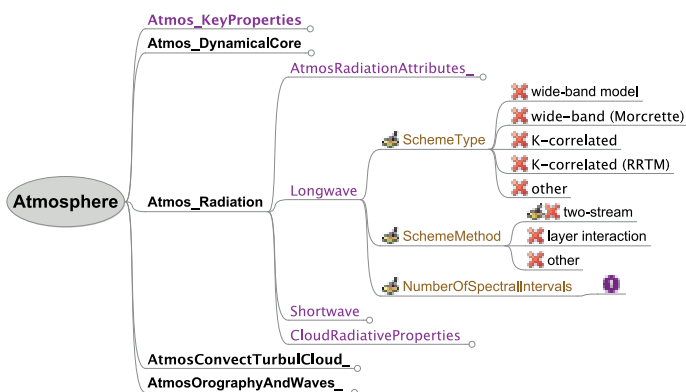 Atmosphere
Atmos_KeyProperties
Atmos_DynamicalCore
Atmos_Radiation
AtmosRadiationAttributes_
Longwave
SchemeType
wide-band model
wide-band (Morcrette)
K-correlated
K-correlated (RRTM)
other
SchemeMethod
two-stream
layer interaction
other
NumberOfSpectralIntervals
0
Shortwave
CloudRadiativeProperties
AtmosConvectTurbulCloud_
AtmosOrographyAndWaves_